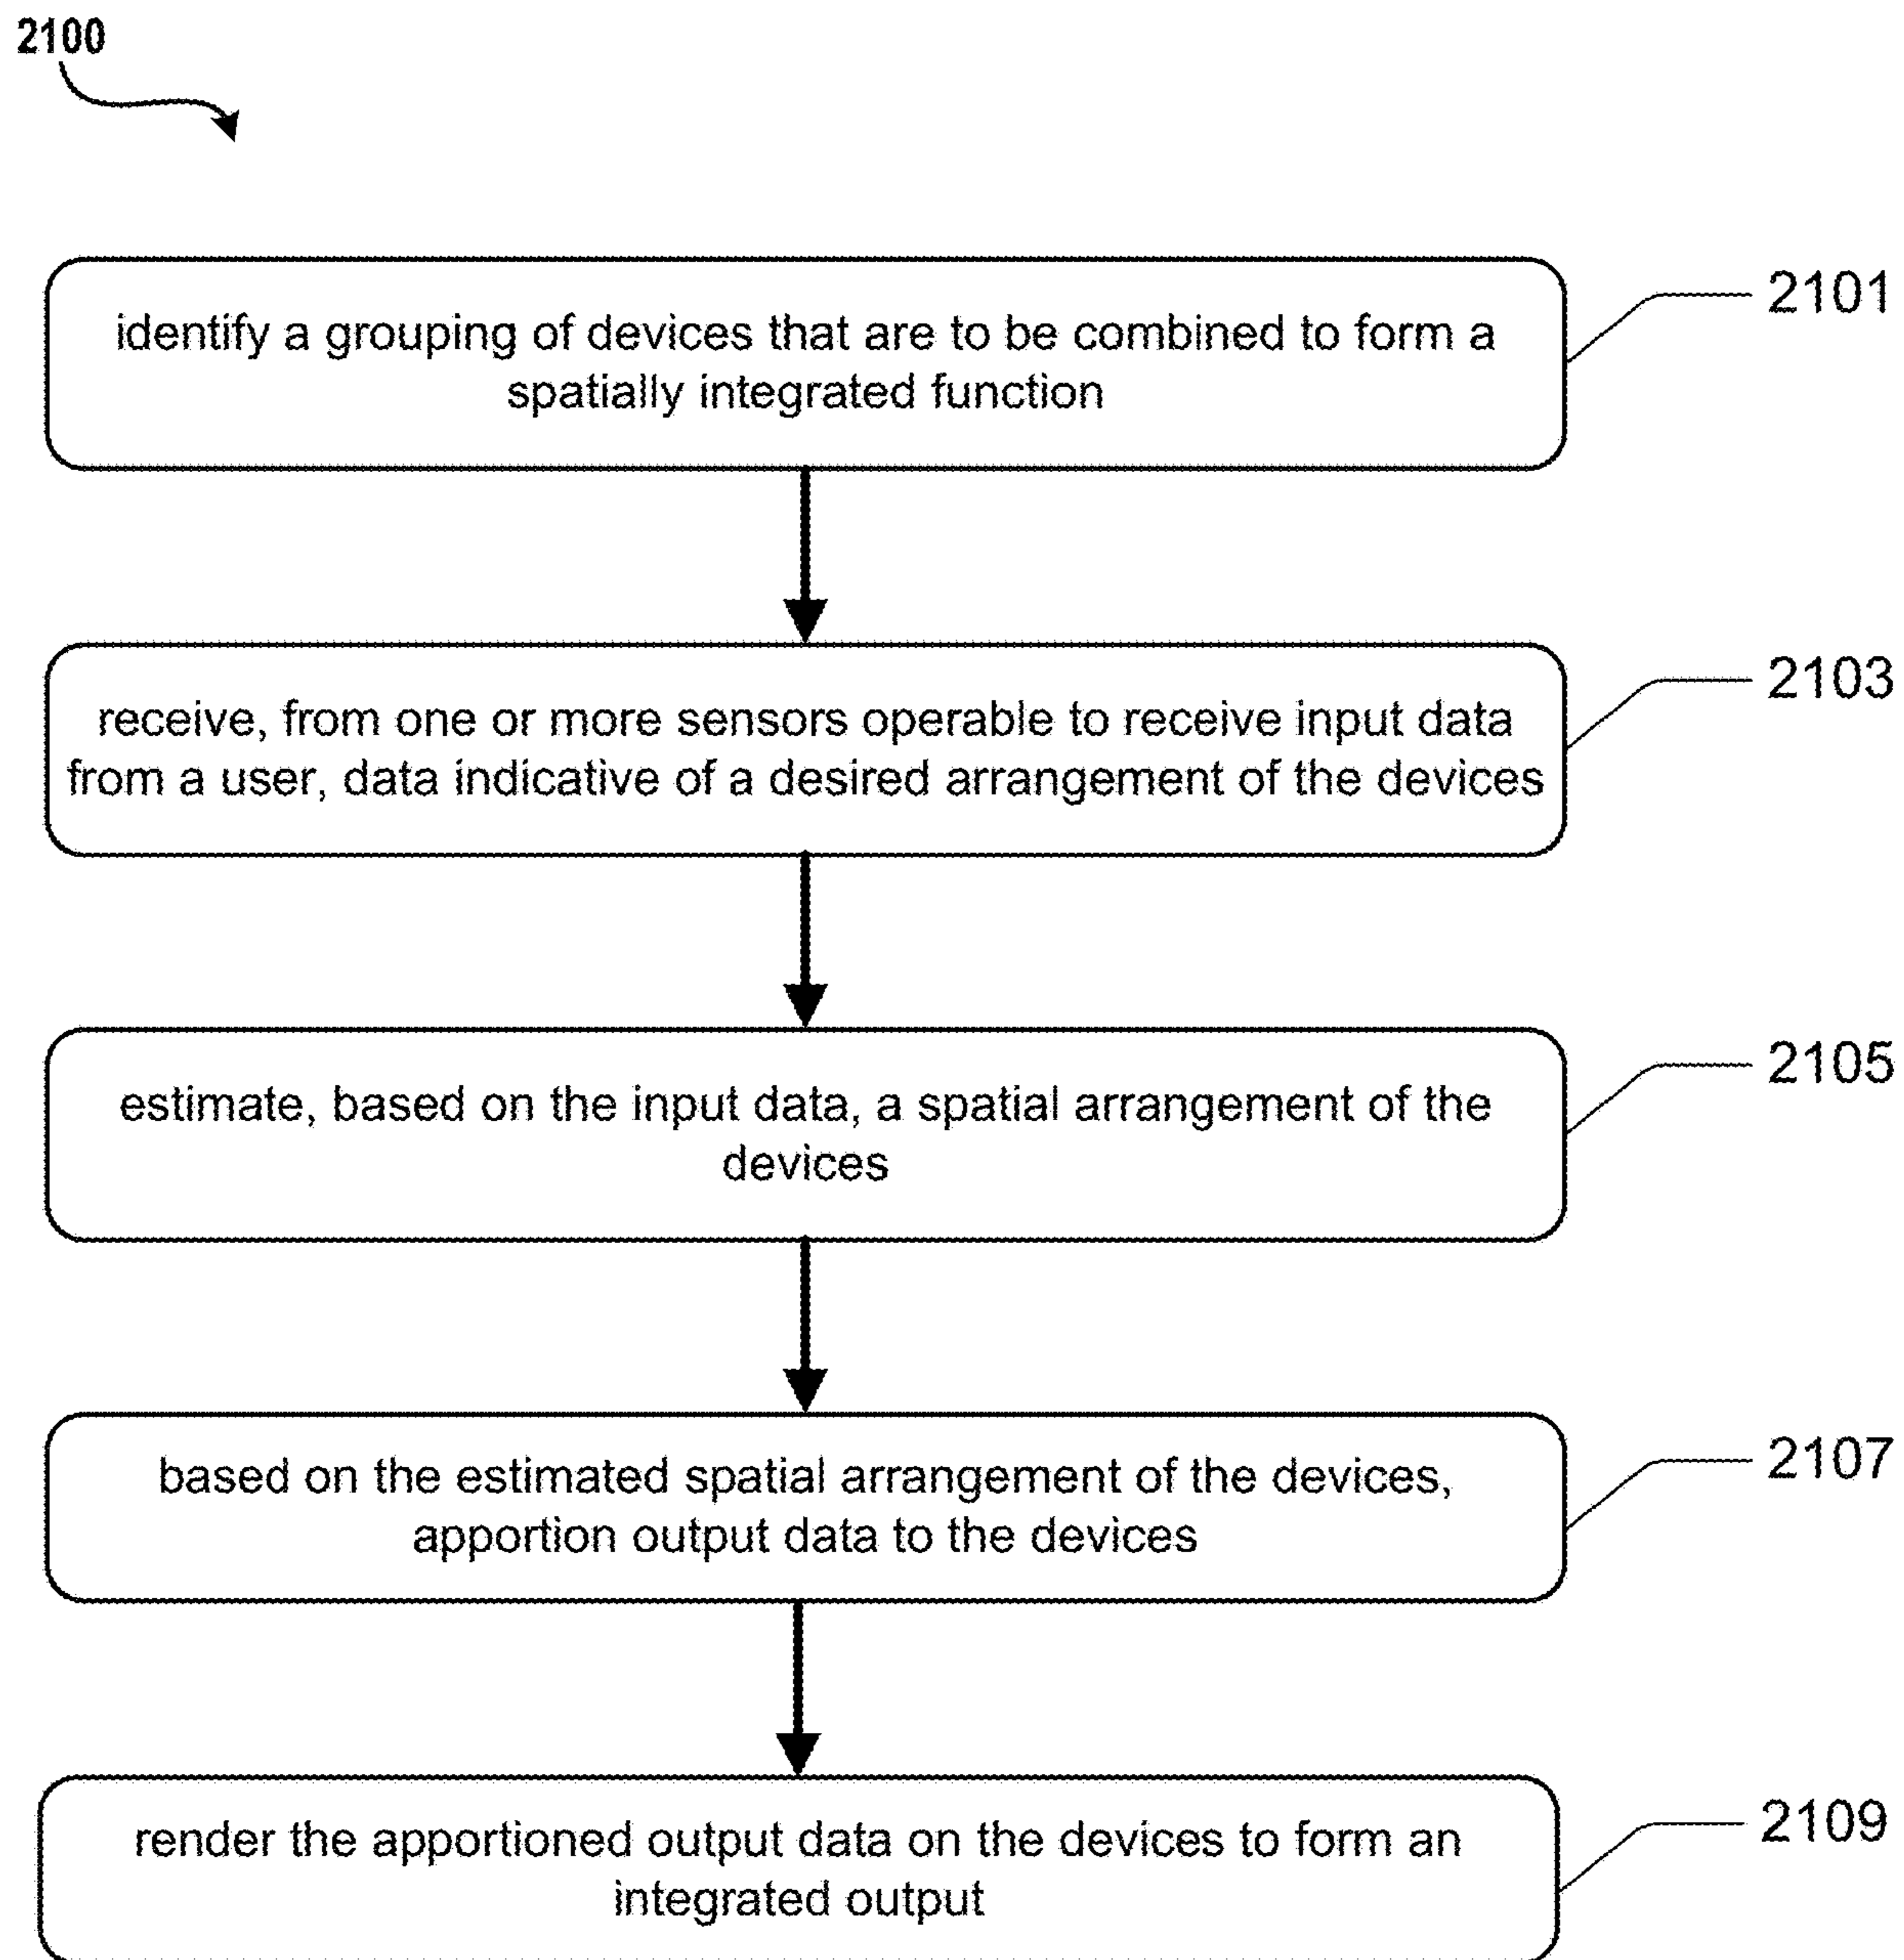 2100
identify a grouping of devices that are to be combined to form a
spatially integrated function
2101
receive, from one or more sensors operable to receive input data
from a user, data indicative of a desired arrangement of the devices
2103
estimate, based on the input data, a spatial arrangement of the
devices
2105
based on the estimated spatial arrangement of the devices,
apportion output data to the devices
2107
render the apportioned output data on the devices to form an
integrated output
2109